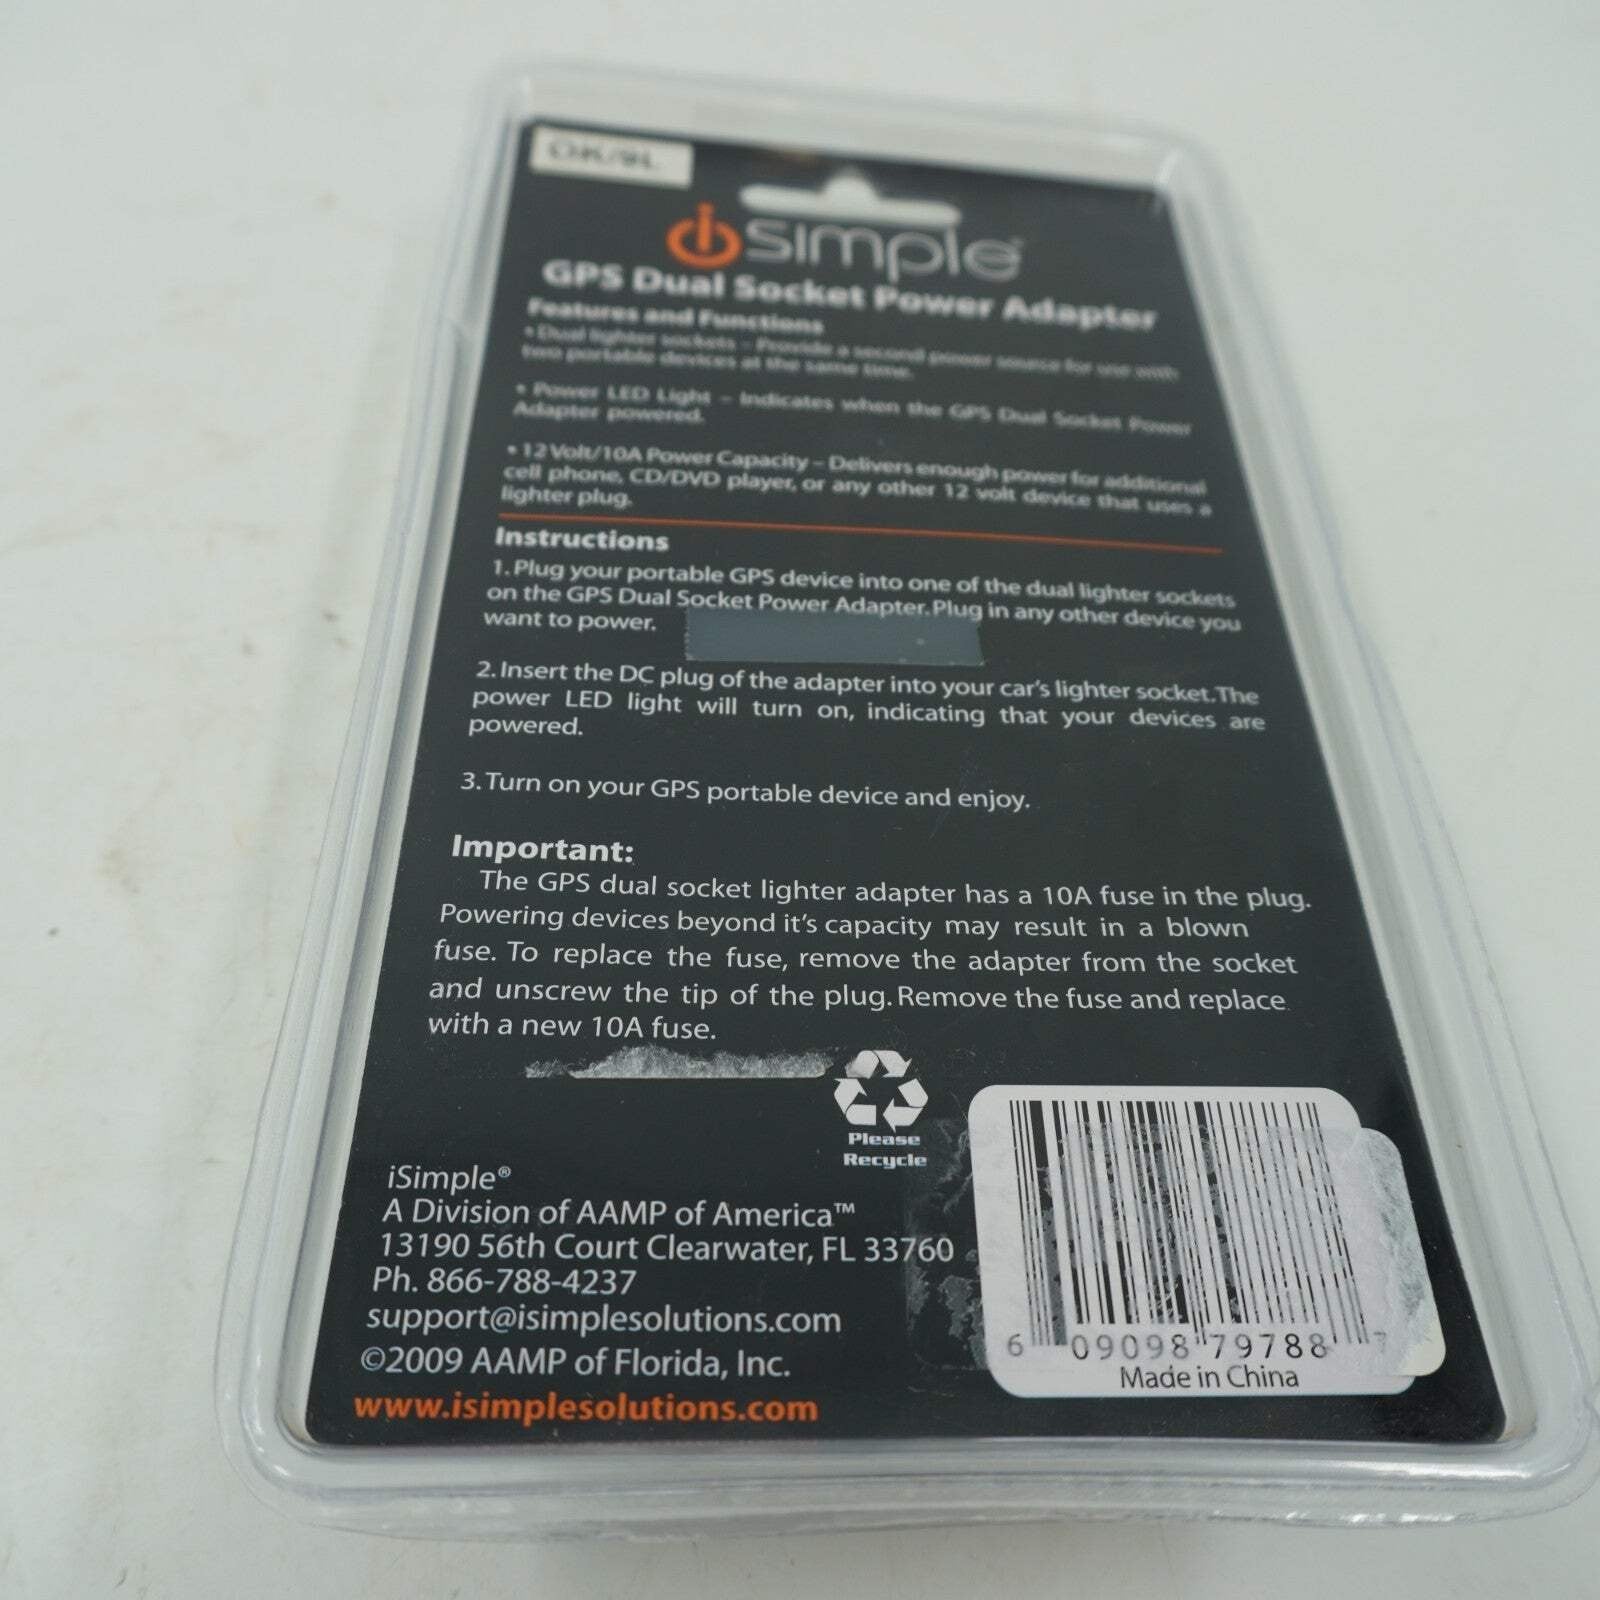 iSimple
GPS Dual Socket Power Adapter
Features and Functions
• Dual lighter sockets – Provide a second power source for use with
two portable devices at the same time.
• Power LED Light – Indicates when the GPS Dual Socket Power
Adapter powered.
• 12 Volt/10A Power Capacity – Delivers enough power for additional
cell phone, CD/DVD player, or any other 12 volt device that uses a
lighter plug.
Instructions
1. Plug your portable GPS device into one of the dual lighter sockets
on the GPS Dual Socket Power Adapter. Plug in any other device you
want to power.
2. Insert the DC plug of the adapter into your car's lighter socket. The
power LED light will turn on, indicating that your devices are
powered.
3. Turn on your GPS portable device and enjoy.
Important:
The GPS dual socket lighter adapter has a 10A fuse in the plug.
Powering devices beyond it's capacity may result in a blown
fuse. To replace the fuse, remove the adapter from the socket
and unscrew the tip of the plug. Remove the fuse and replace
with a new 10A fuse.
Please
Recycle
iSimple®
A Division of AAMP of America™
13190 56th Court Clearwater, FL 33760
Ph. 866-788-4237
support@isimplesolutions.com
©2009 AAMP of Florida, Inc.
www.isimplesolutions.com
6 09098 79788 7
Made in China